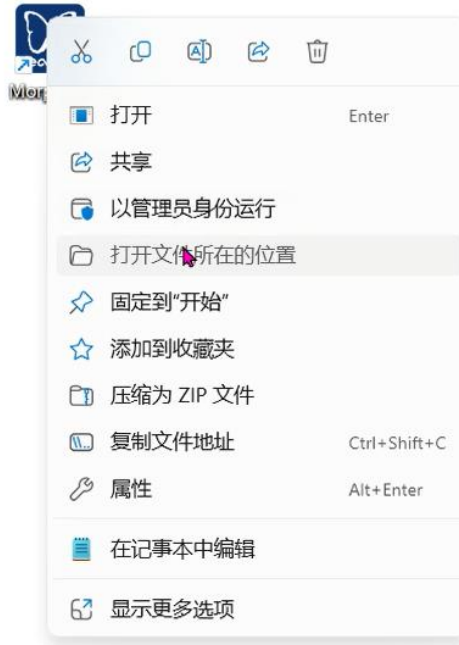 Mor
打开 Enter
共享
以管理员身份运行
打开文件所在的位置
固定到“开始”
添加到收藏夹
压缩为 ZIP 文件
复制文件地址 Ctrl+Shift+C
属性 Alt+Enter
在记事本中编辑
显示更多选项